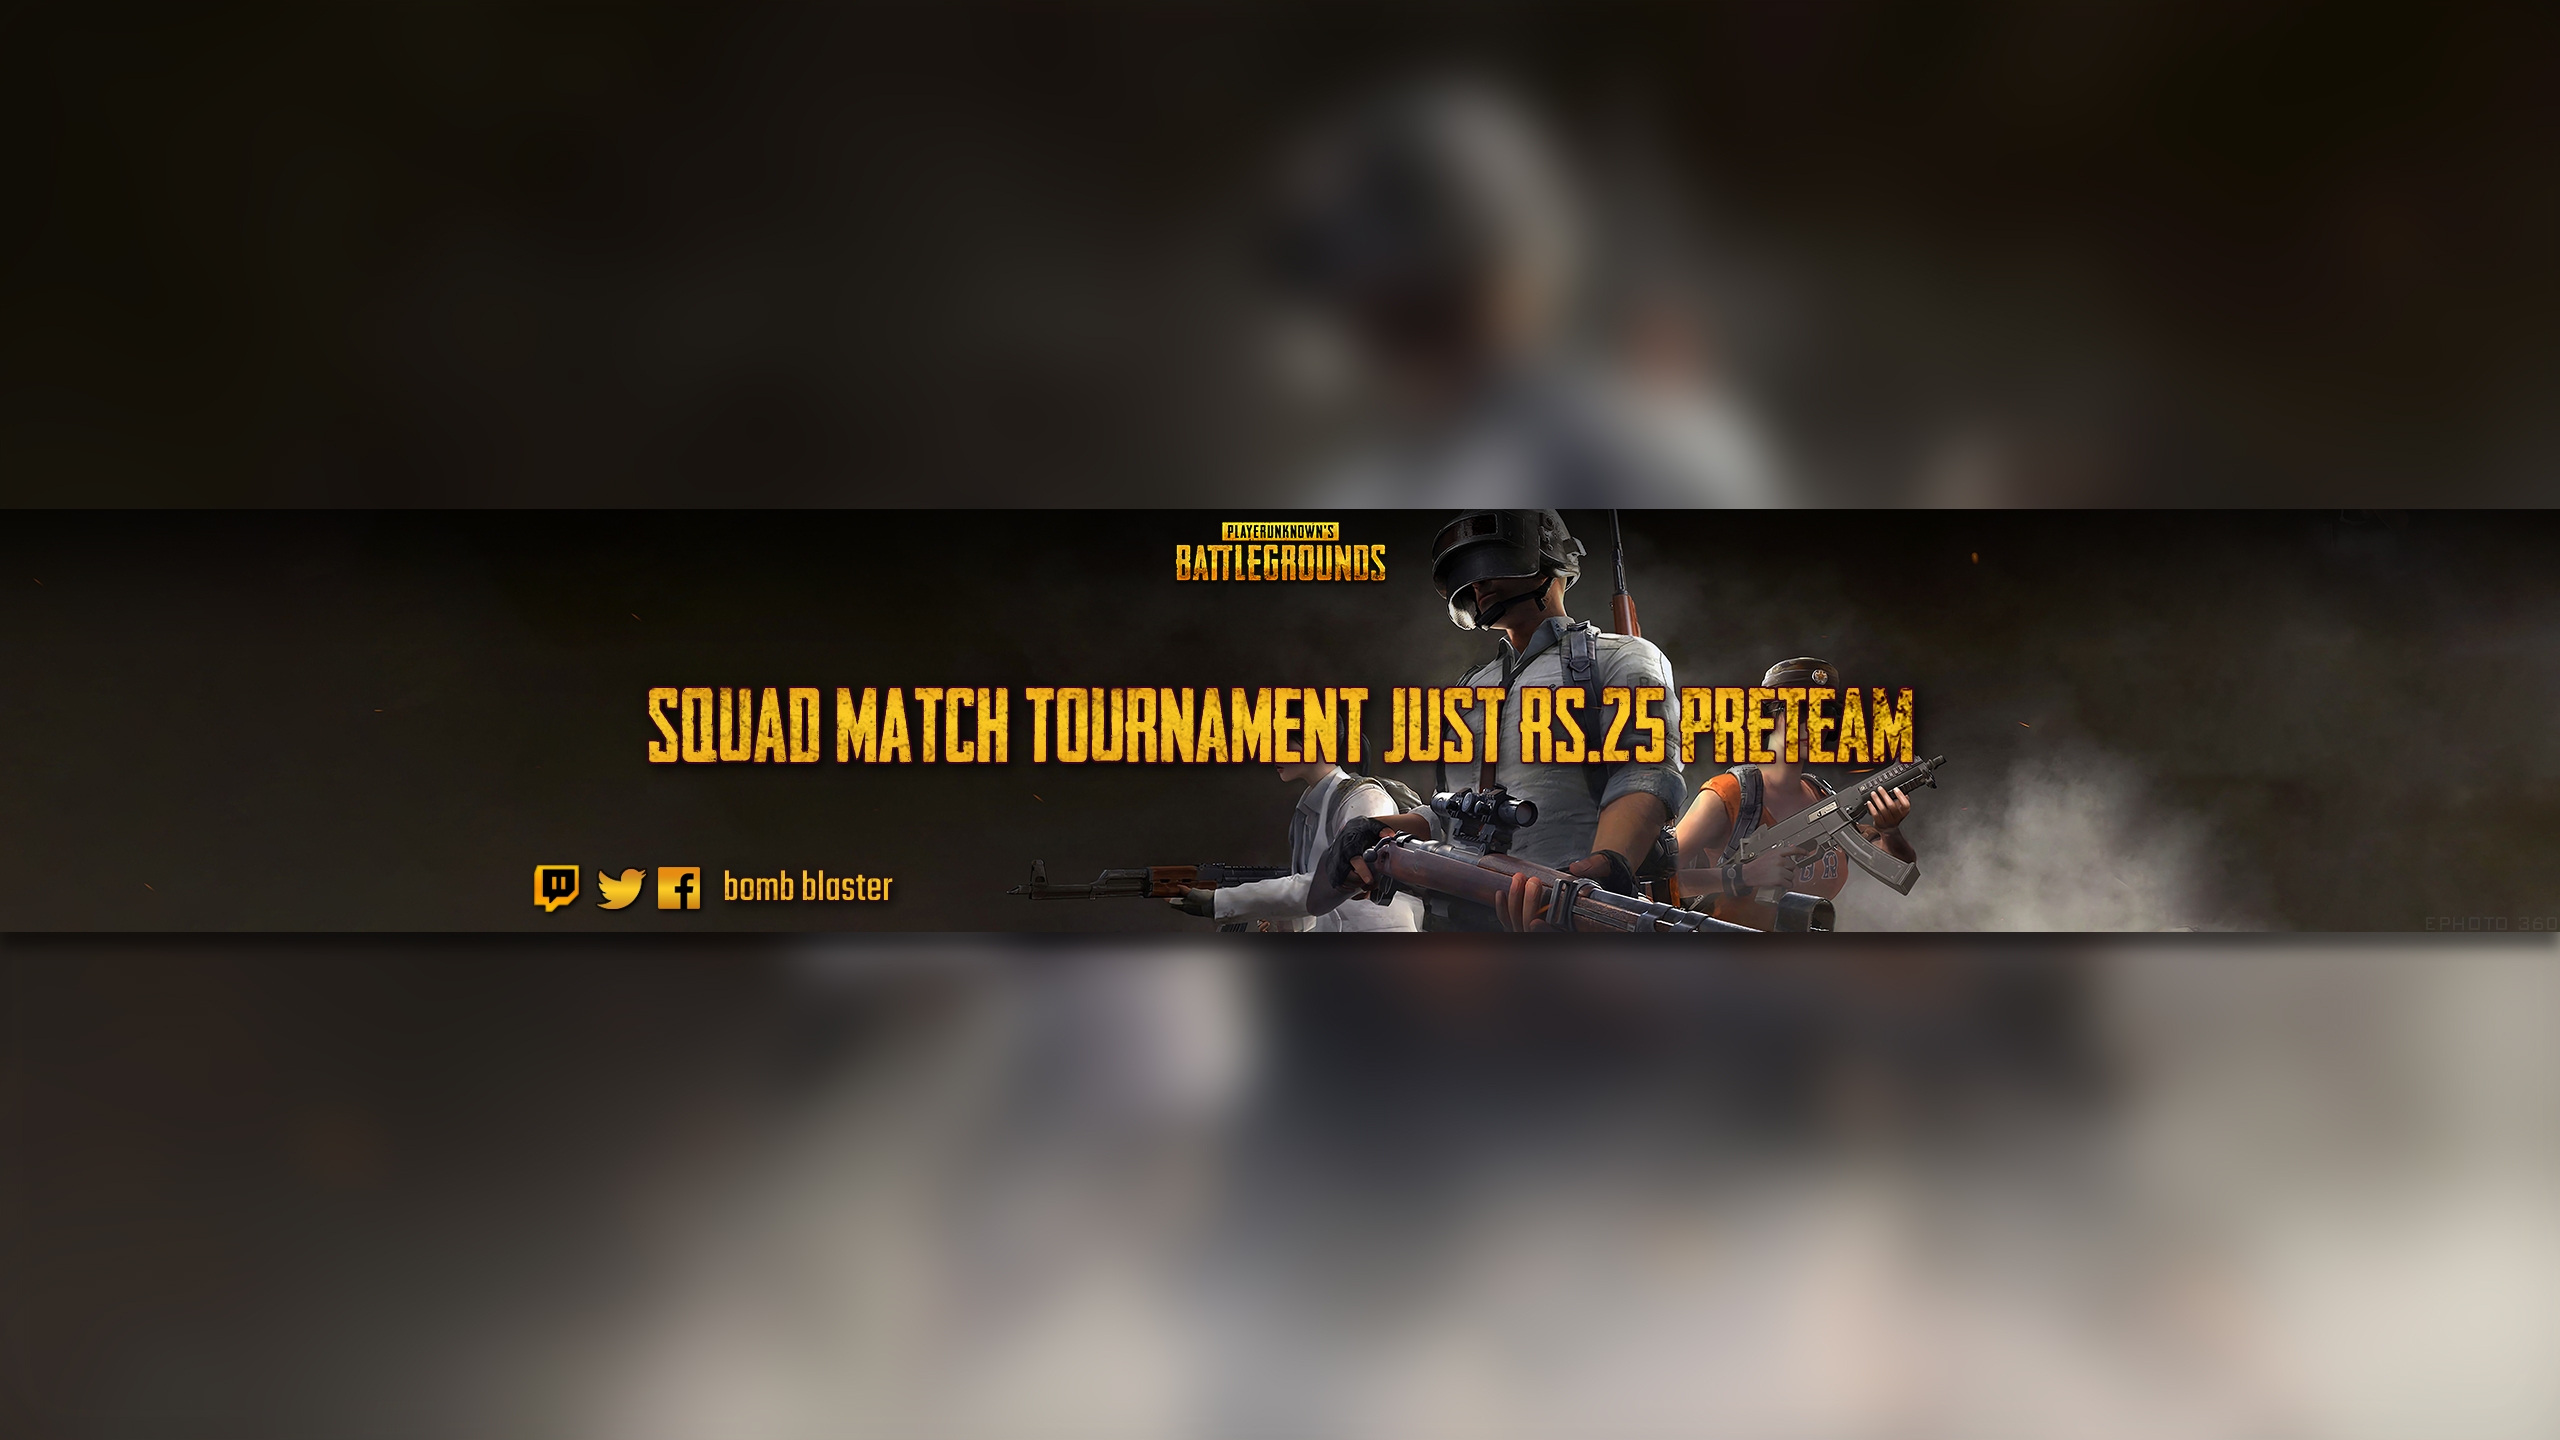 PLAYERUNKNOWN'S
BATTLEGROUNDS
SQUAD MATCH TOURNAMENT JUST RS.25 PRETEAM
bomb blaster
EPHOTO 360